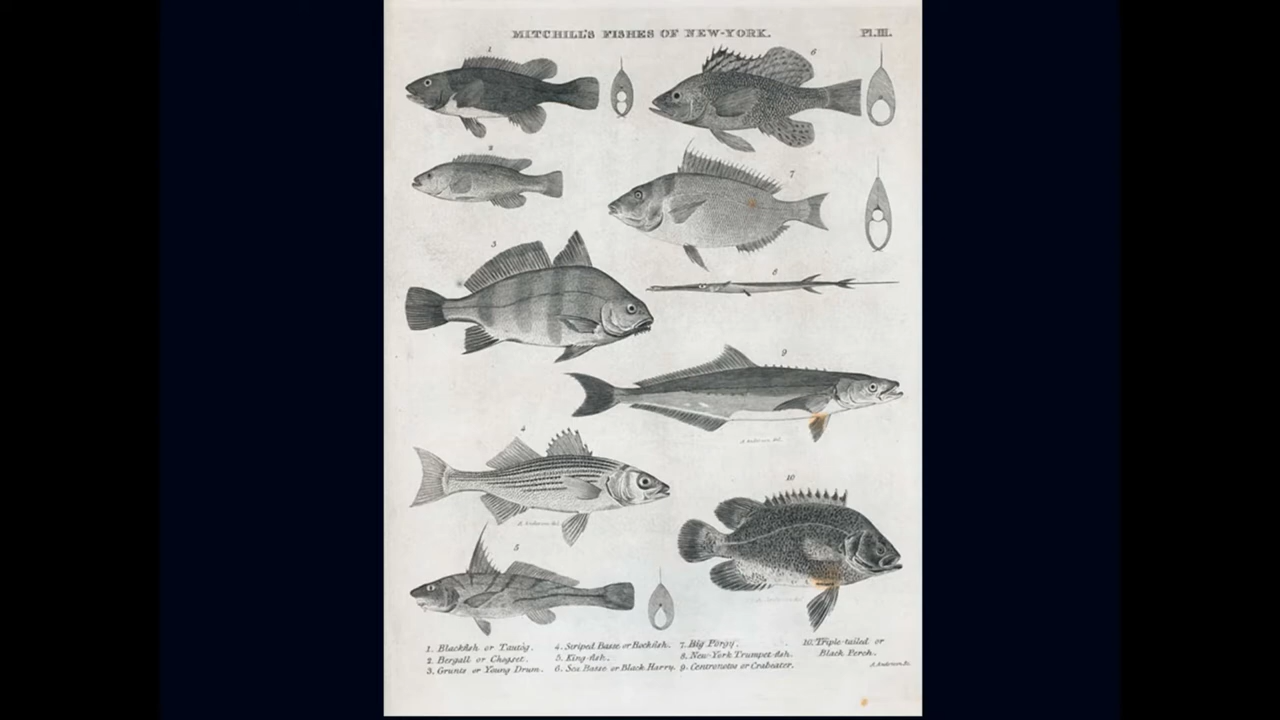 MITCHILL'S FISHES OF NEW-YORK.
Pl. III.
1
6
2
7
3
8
9
4
10
5
1. Blackfish or Tautog.
2. Bergall or Chogset.
3. Grunts or Young Drum.
4. Striped Basse or Rockfish.
5. King-fish.
6. Sea Basse or Black Harry.
7. Big Porgy.
8. New-York Trumpet-fish.
9. Centronotus or Crabeater.
10. Triple-tailed or
Black Perch.